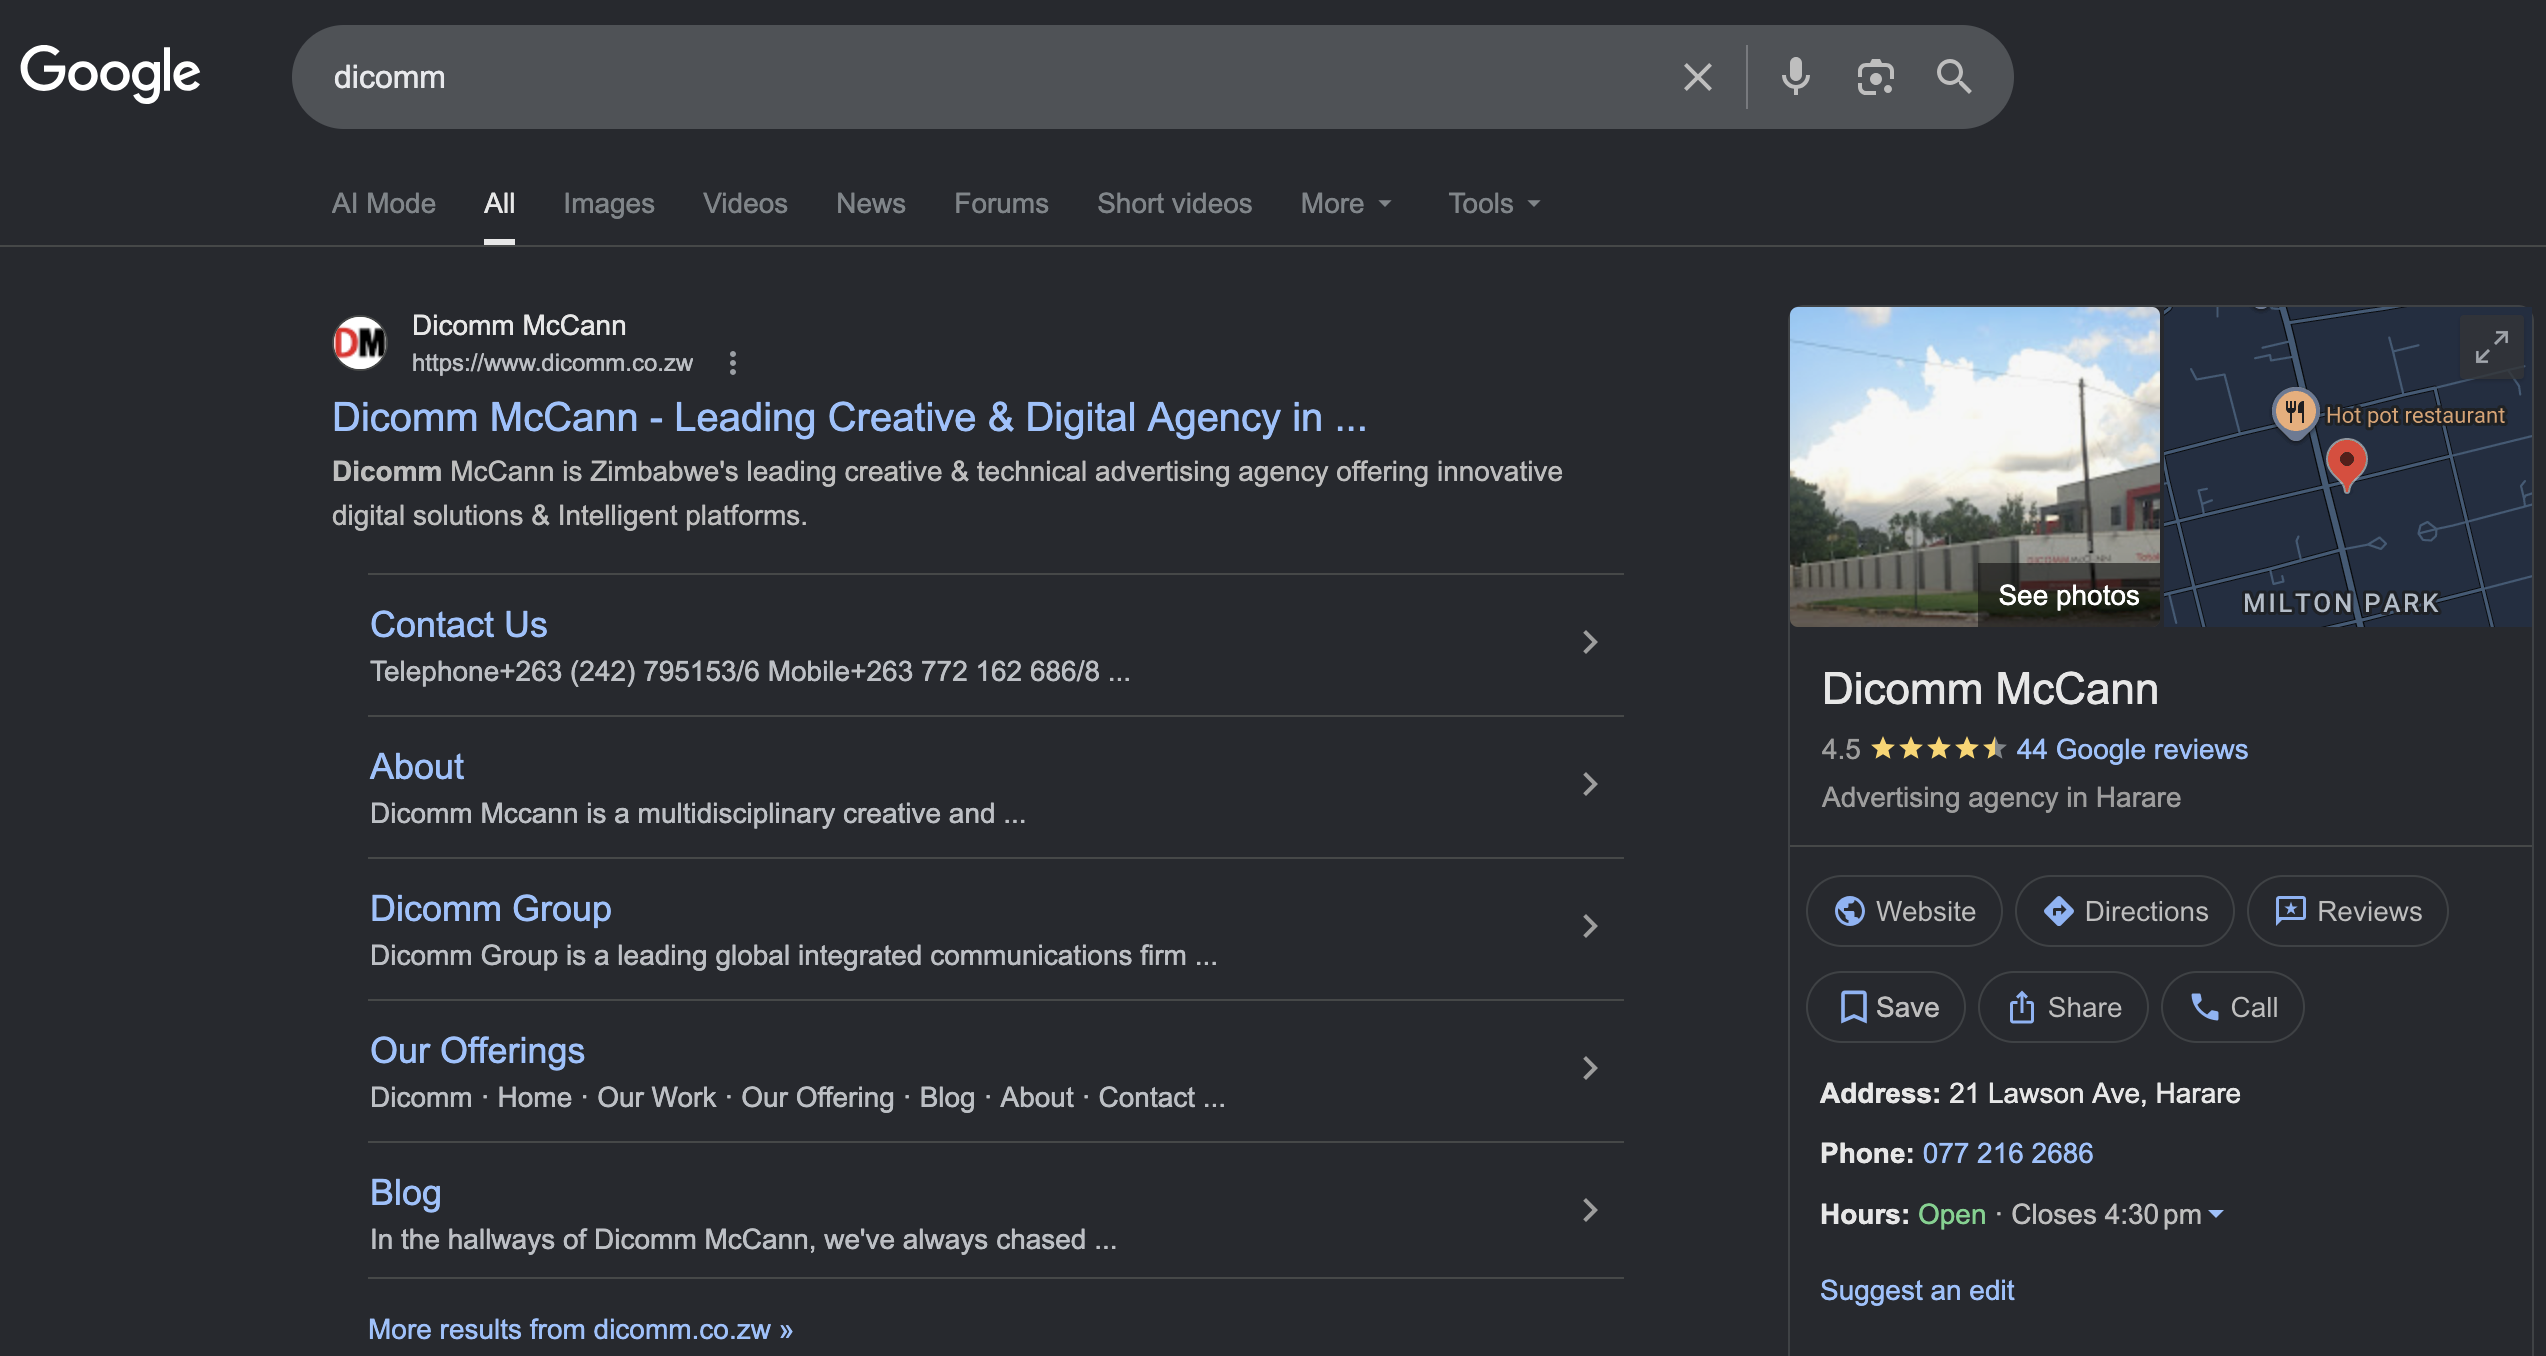 Google
dicomm
AI Mode
All
Images
Videos
News
Forums
Short videos
More
Tools
DM
Dicomm McCann
https://www.dicomm.co.zw
Dicomm McCann - Leading Creative & Digital Agency in ...
Dicomm McCann is Zimbabwe's leading creative & technical advertising agency offering innovative
digital solutions & Intelligent platforms.
Contact Us
Telephone+263 (242) 795153/6 Mobile+263 772 162 686/8 ...
About
Dicomm Mccann is a multidisciplinary creative and ...
Dicomm Group
Dicomm Group is a leading global integrated communications firm ...
Our Offerings
Dicomm · Home · Our Work · Our Offering · Blog · About · Contact ...
Blog
In the hallways of Dicomm McCann, we've always chased ...
More results from dicomm.co.zw »
See photos
Hot pot restaurant
MILTON PARK
Dicomm McCann
4.5
44 Google reviews
Advertising agency in Harare
Website
Directions
Reviews
Save
Share
Call
Address: 21 Lawson Ave, Harare
Phone: 077 216 2686
Hours: Open · Closes 4:30 pm
Suggest an edit